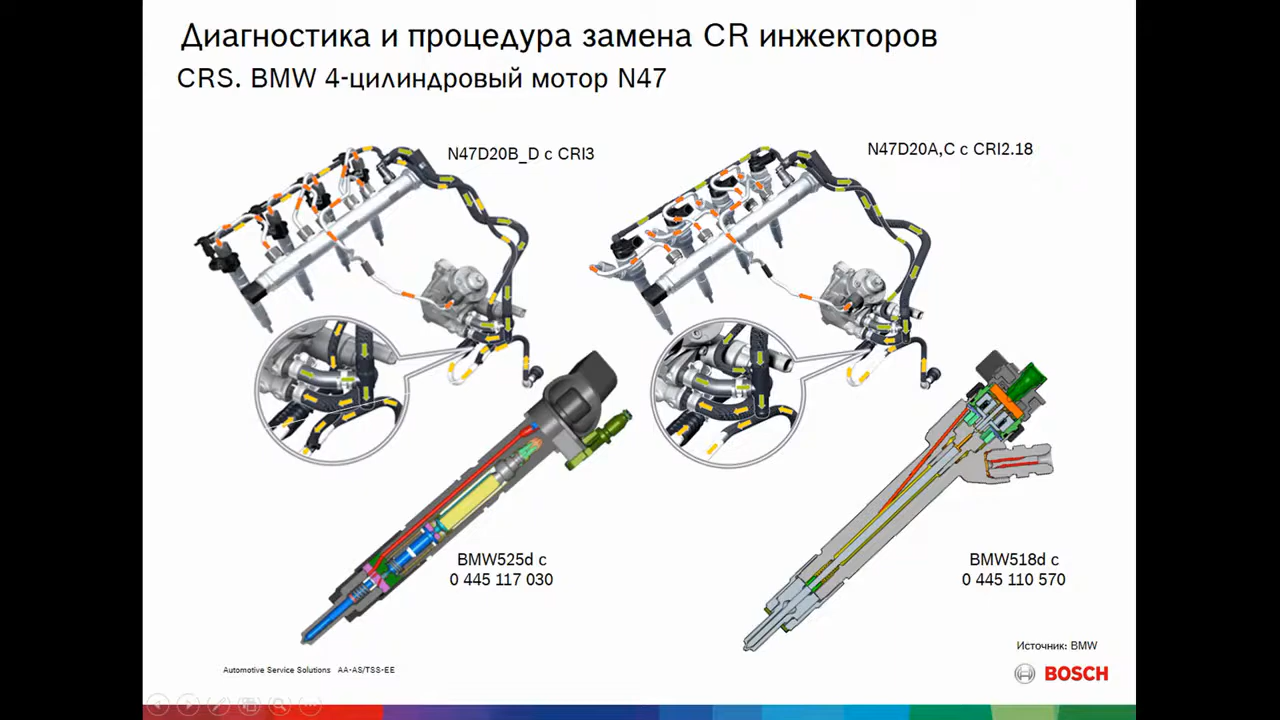 Диагностика и процедура замена CR инжекторов
CRS. BMW 4-цилиндровый мотор N47
N47D20B_D с CRI3
N47D20A,C с CRI2.18
BMW525d с
0 445 117 030
BMW518d с
0 445 110 570
Источник: BMW
Automotive Service Solutions AA-AS/TSS-EE
BOSCH